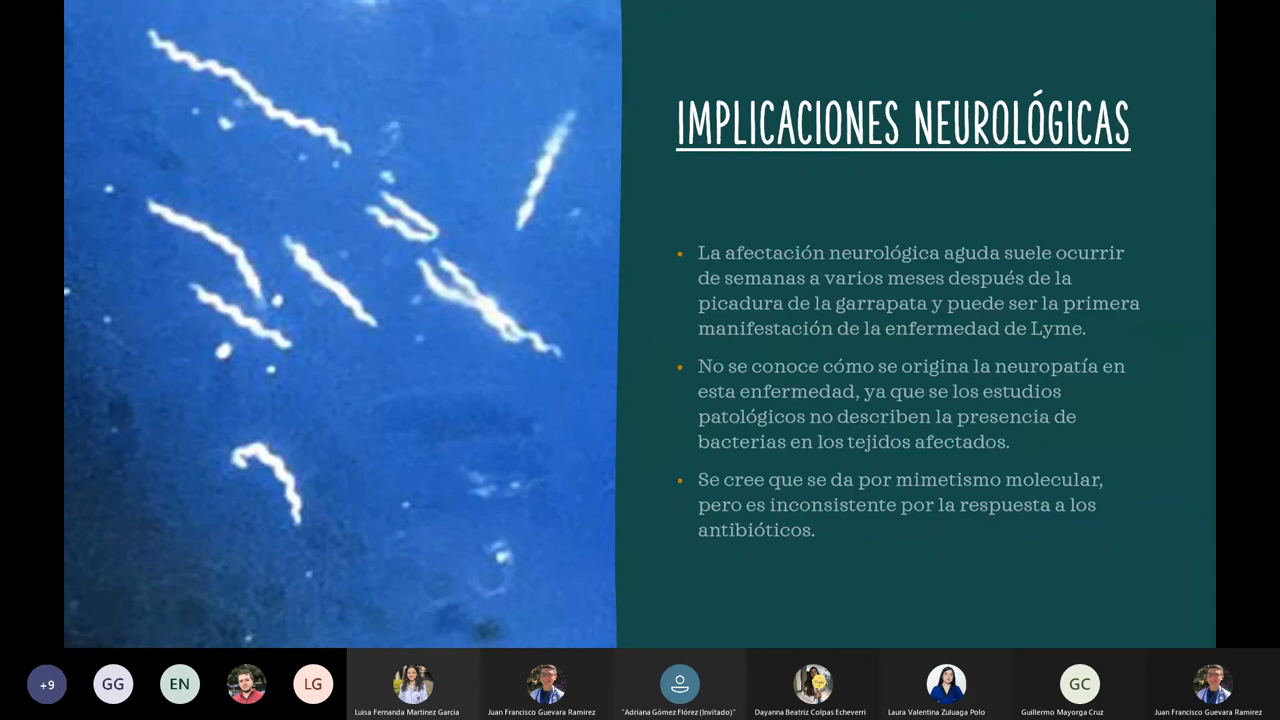 IMPLICACIONES NEUROLÓGICAS
• La afectación neurológica aguda suele ocurrir
de semanas a varios meses después de la
picadura de la garrapata y puede ser la primera
manifestación de la enfermedad de Lyme.
• No se conoce cómo se origina la neuropatía en
esta enfermedad, ya que se los estudios
patológicos no describen la presencia de
bacterias en los tejidos afectados.
• Se cree que se da por mimetismo molecular,
pero es inconsistente por la respuesta a los
antibióticos.
+9
GG
EN
LG
Luisa Fernanda Martinez Garcia
Juan Francisco Guevara Ramirez
"Adriana Gómez Flórez (Invitado)"
Dayanna Beatriz Colpas Echeverri
Laura Valentina Zuluaga Polo
GC
Guillermo Mayorga Cruz
Juan Francisco Guevara Ramirez